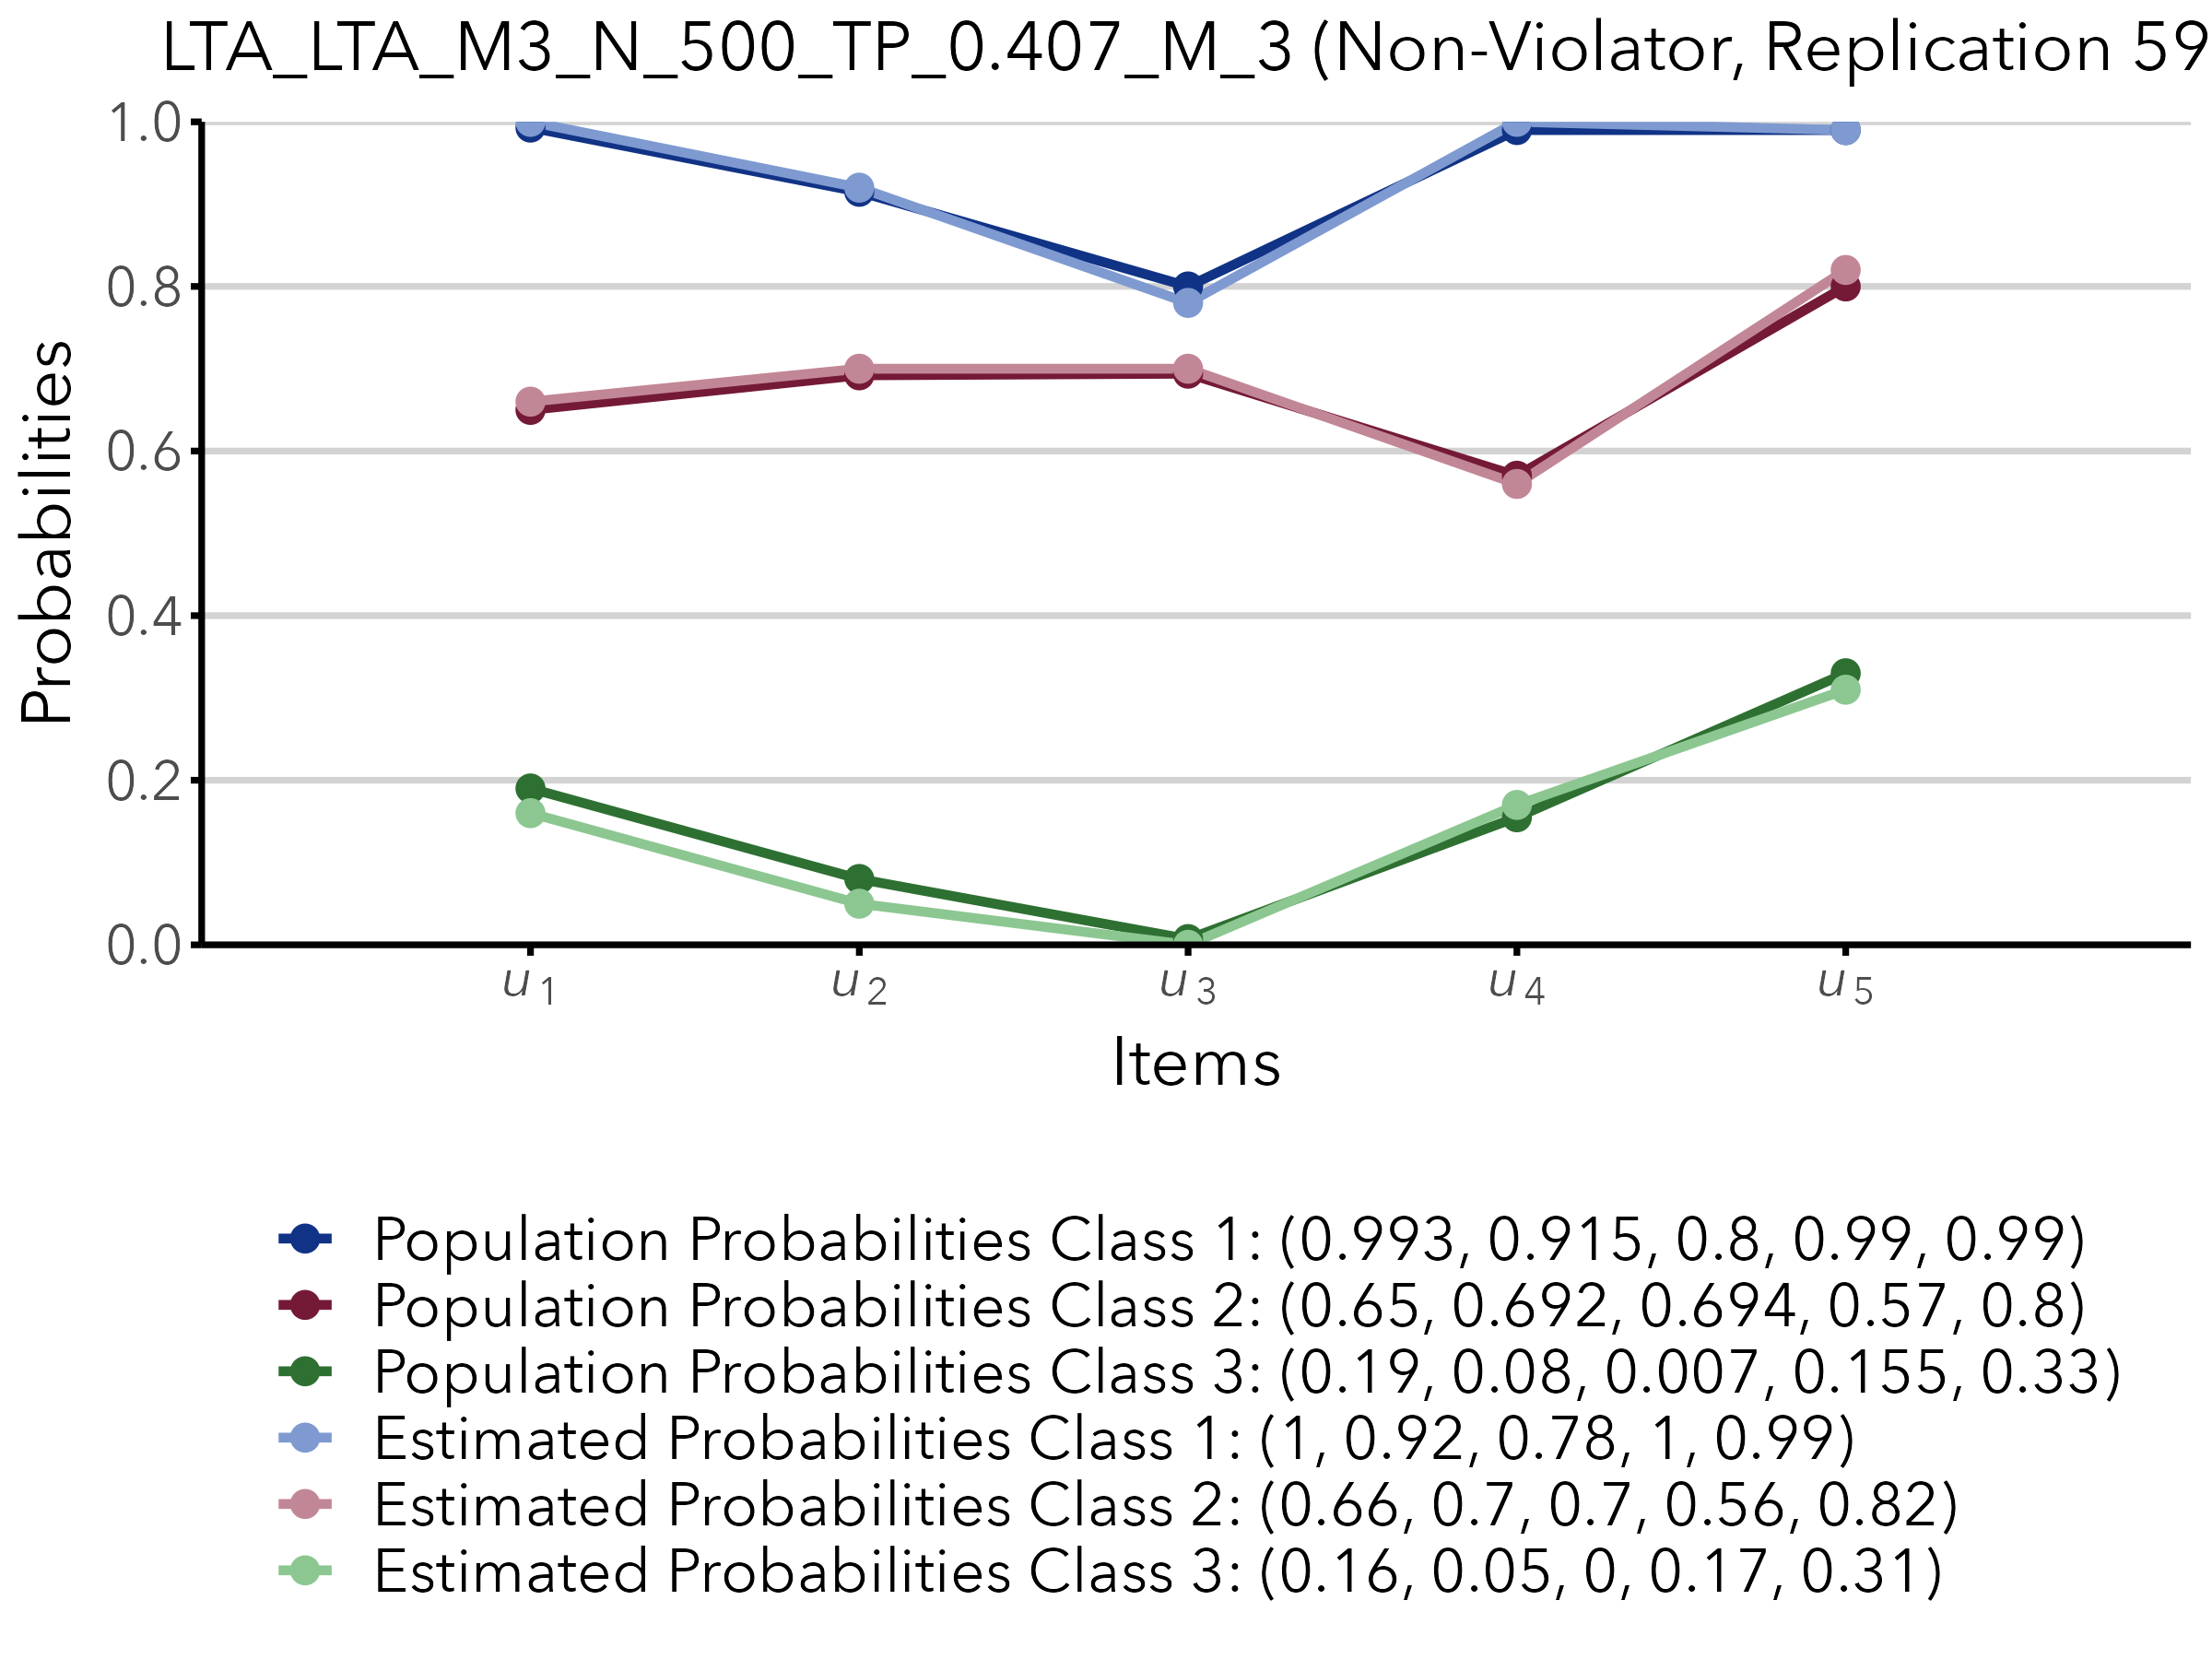 LTA_LTA_M3_N_500_TP_0.407_M_3 (Non-Violator, Replication 59
1.0
0.8
0.6
0.4
0.2
0.0
Probabilities
u1
u2
u3
u4
u5
Items
Population Probabilities Class 1: (0.993, 0.915, 0.8, 0.99, 0.99)
Population Probabilities Class 2: (0.65, 0.692, 0.694, 0.57, 0.8)
Population Probabilities Class 3: (0.19, 0.08, 0.007, 0.155, 0.33)
Estimated Probabilities Class 1: (1, 0.92, 0.78, 1, 0.99)
Estimated Probabilities Class 2: (0.66, 0.7, 0.7, 0.56, 0.82)
Estimated Probabilities Class 3: (0.16, 0.05, 0, 0.17, 0.31)